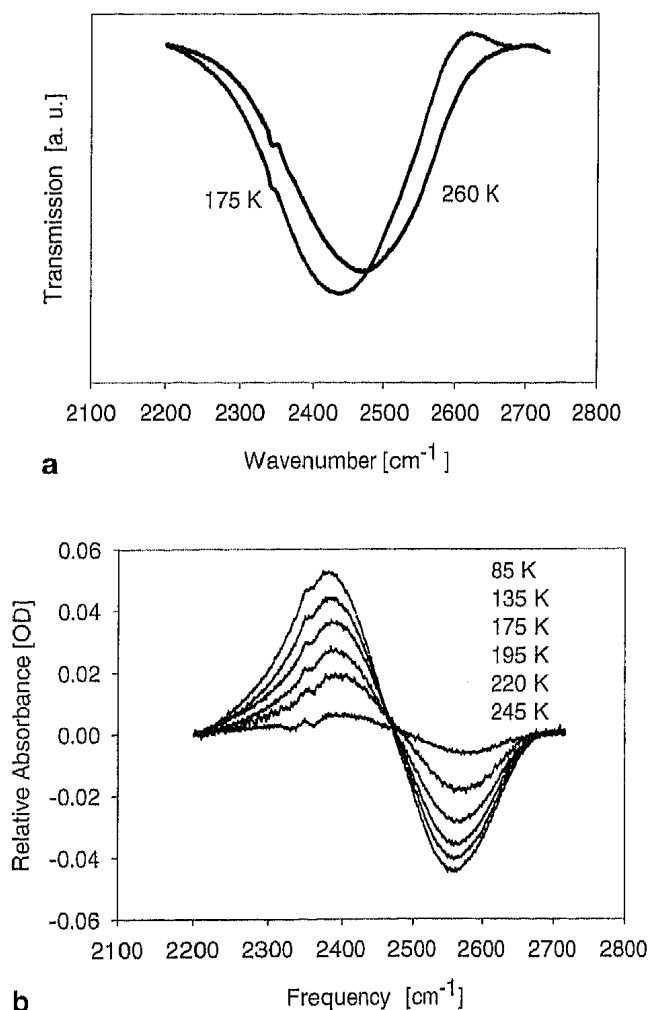 Transmission [a. u.]
175 K
260 K
2100 2200 2300 2400 2500 2600 2700 2800
Wavenumber [cm-1 ]
a
Relative Absorbance [OD]
0.06
0.04
0.02
0.00
-0.02
-0.04
-0.06
85 K
135 K
175 K
195 K
220 K
245 K
2100 2200 2300 2400 2500 2600 2700 2800
Frequency [cm-1]
b